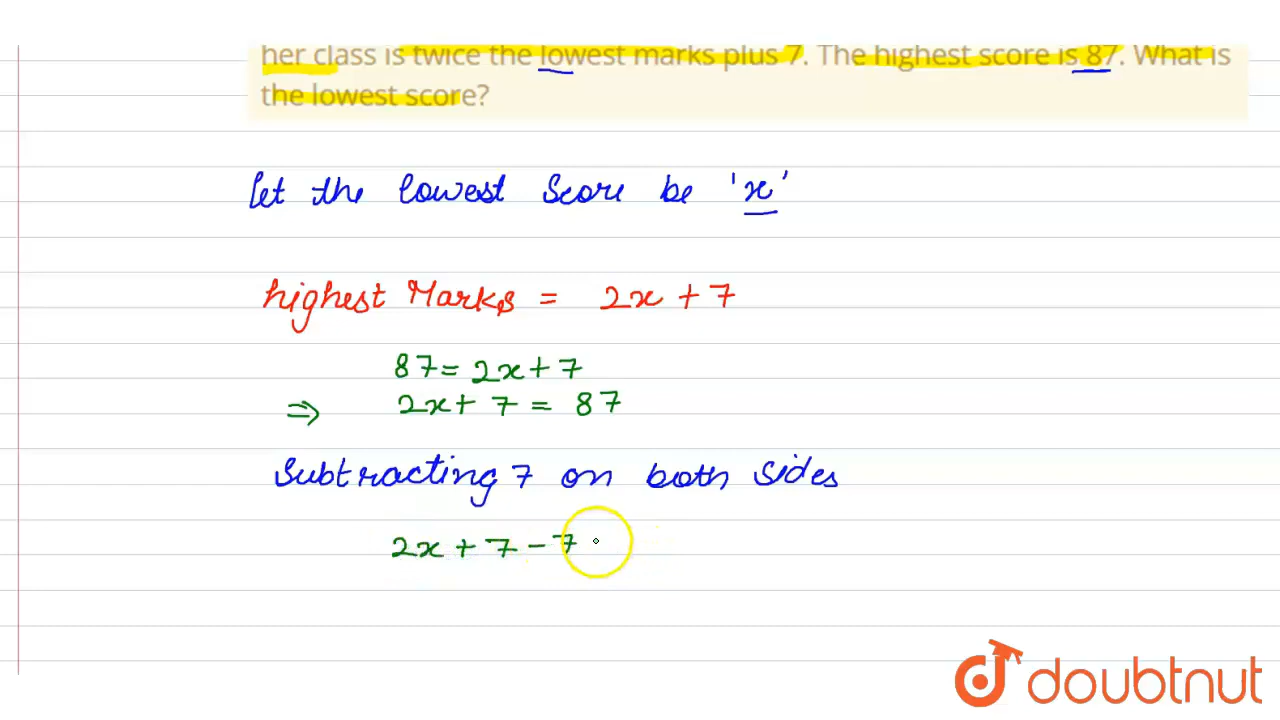 her class is twice the lowest marks plus 7. The highest score is 87. What is
the lowest score?
Let the lowest Score be 'x'
highest Marks = 2x + 7
87 = 2x + 7
⇒ 2x + 7 = 87
Subtracting 7 on both sides
2x + 7 - 7
doubtnut